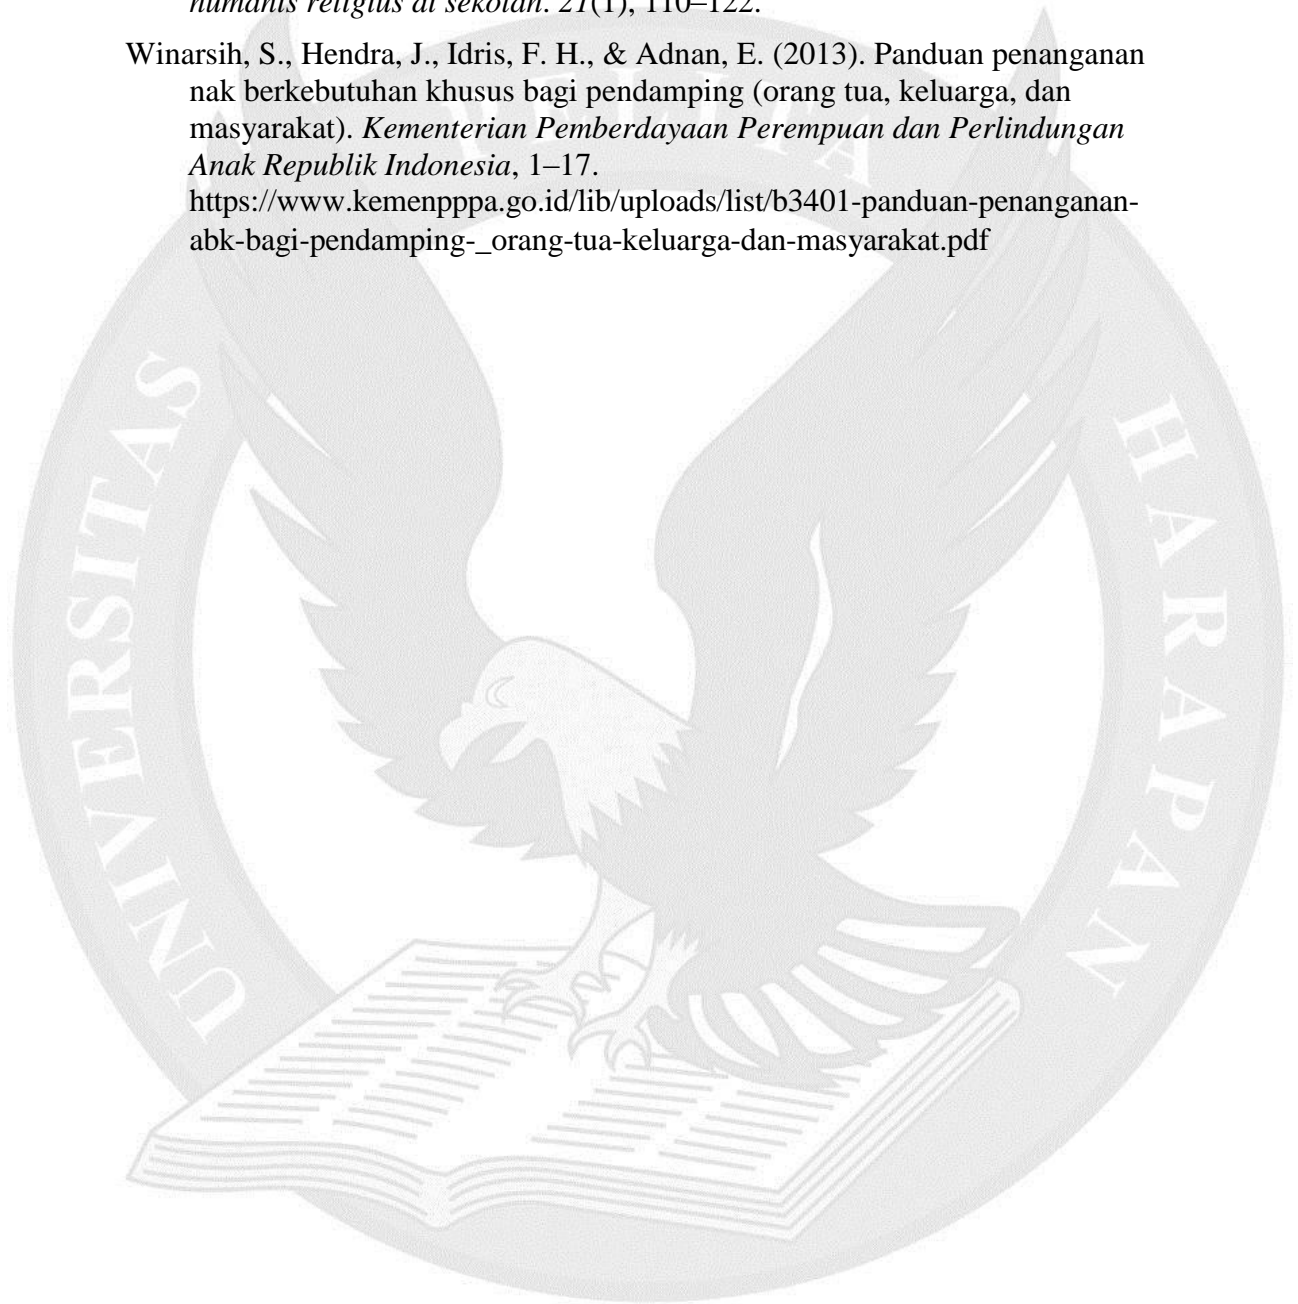 humanis religius di sekolah. 21(1), 110–122.
Winarsih, S., Hendra, J., Idris, F. H., & Adnan, E. (2013). Panduan penanganan
nak berkebutuhan khusus bagi pendamping (orang tua, keluarga, dan
masyarakat). Kementerian Pemberdayaan Perempuan dan Perlindungan
Anak Republik Indonesia, 1–17.
https://www.kemenpppa.go.id/lib/uploads/list/b3401-panduan-penanganan-
abk-bagi-pendamping-_orang-tua-keluarga-dan-masyarakat.pdf
UNIVERSITAS
PELITA
HARAPAN